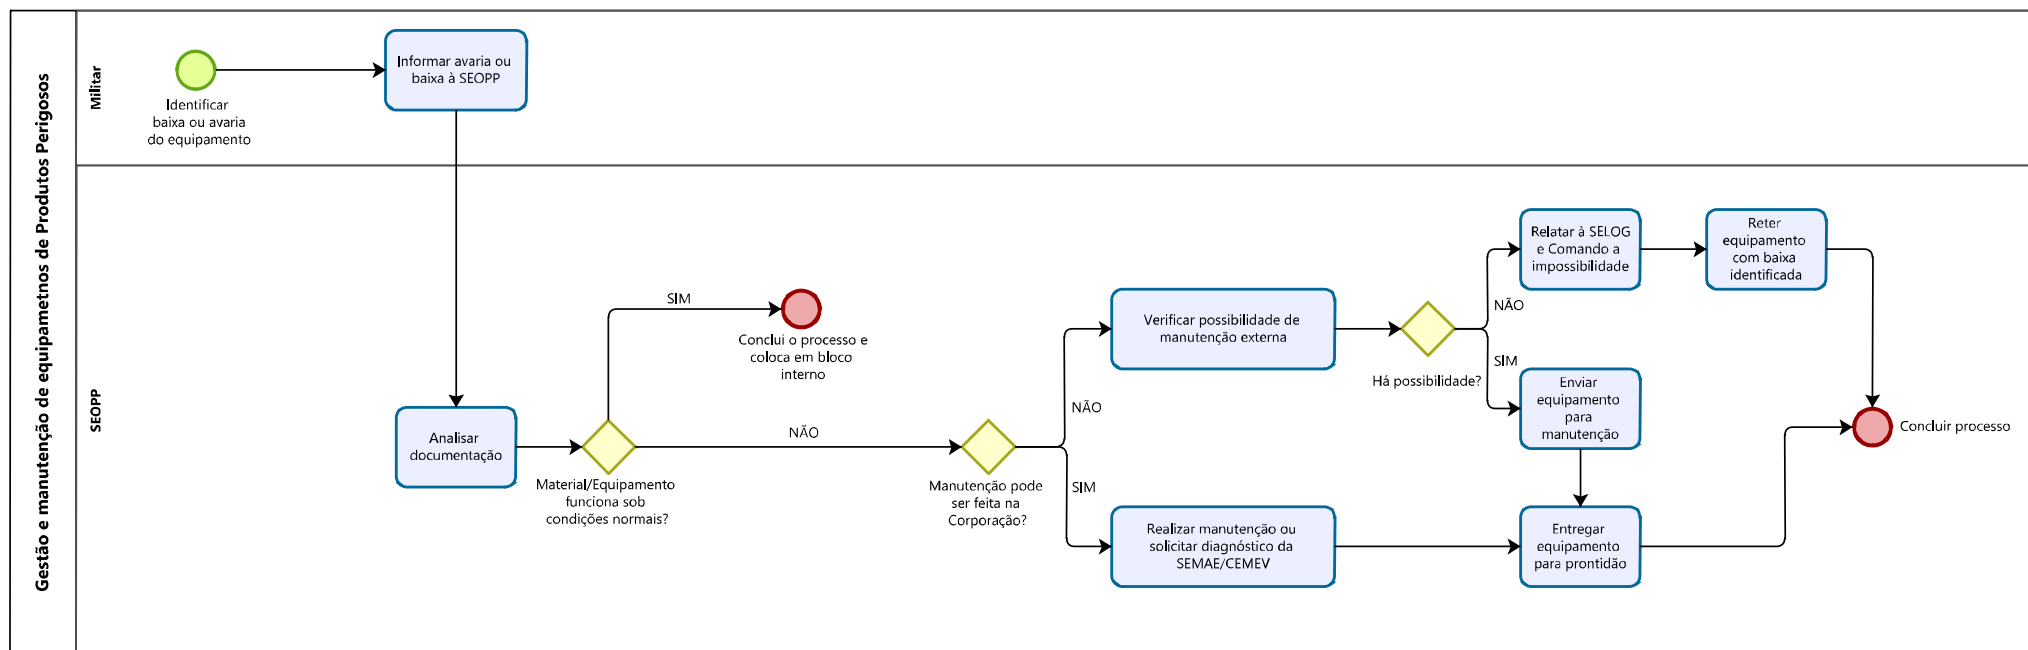 Gestão e manutenção de equipametnos de Produtos Perigosos
Militar
Identificar
baixa ou avaria
do equipamento
Informar avaria ou
baixa à SEOPP
SEOPP
Analisar
documentação
Material/Equipamento
funciona sob
condições normais?
SIM
Conclui o processo e
coloca em bloco
interno
NÃO
Manutenção pode
ser feita na
Corporação?
NÃO
Verificar possibilidade de
manutenção externa
SIM
Realizar manutenção ou
solicitar diagnóstico da
SEMAE/CEMEV
Há possibilidade?
NÃO
Relatar à SELOG
e Comando a
impossibilidade
Reter
equipamento
com baixa
identificada
SIM
Enviar
equipamento
para
manutenção
Entregar
equipamento
para prontidão
Concluir processo